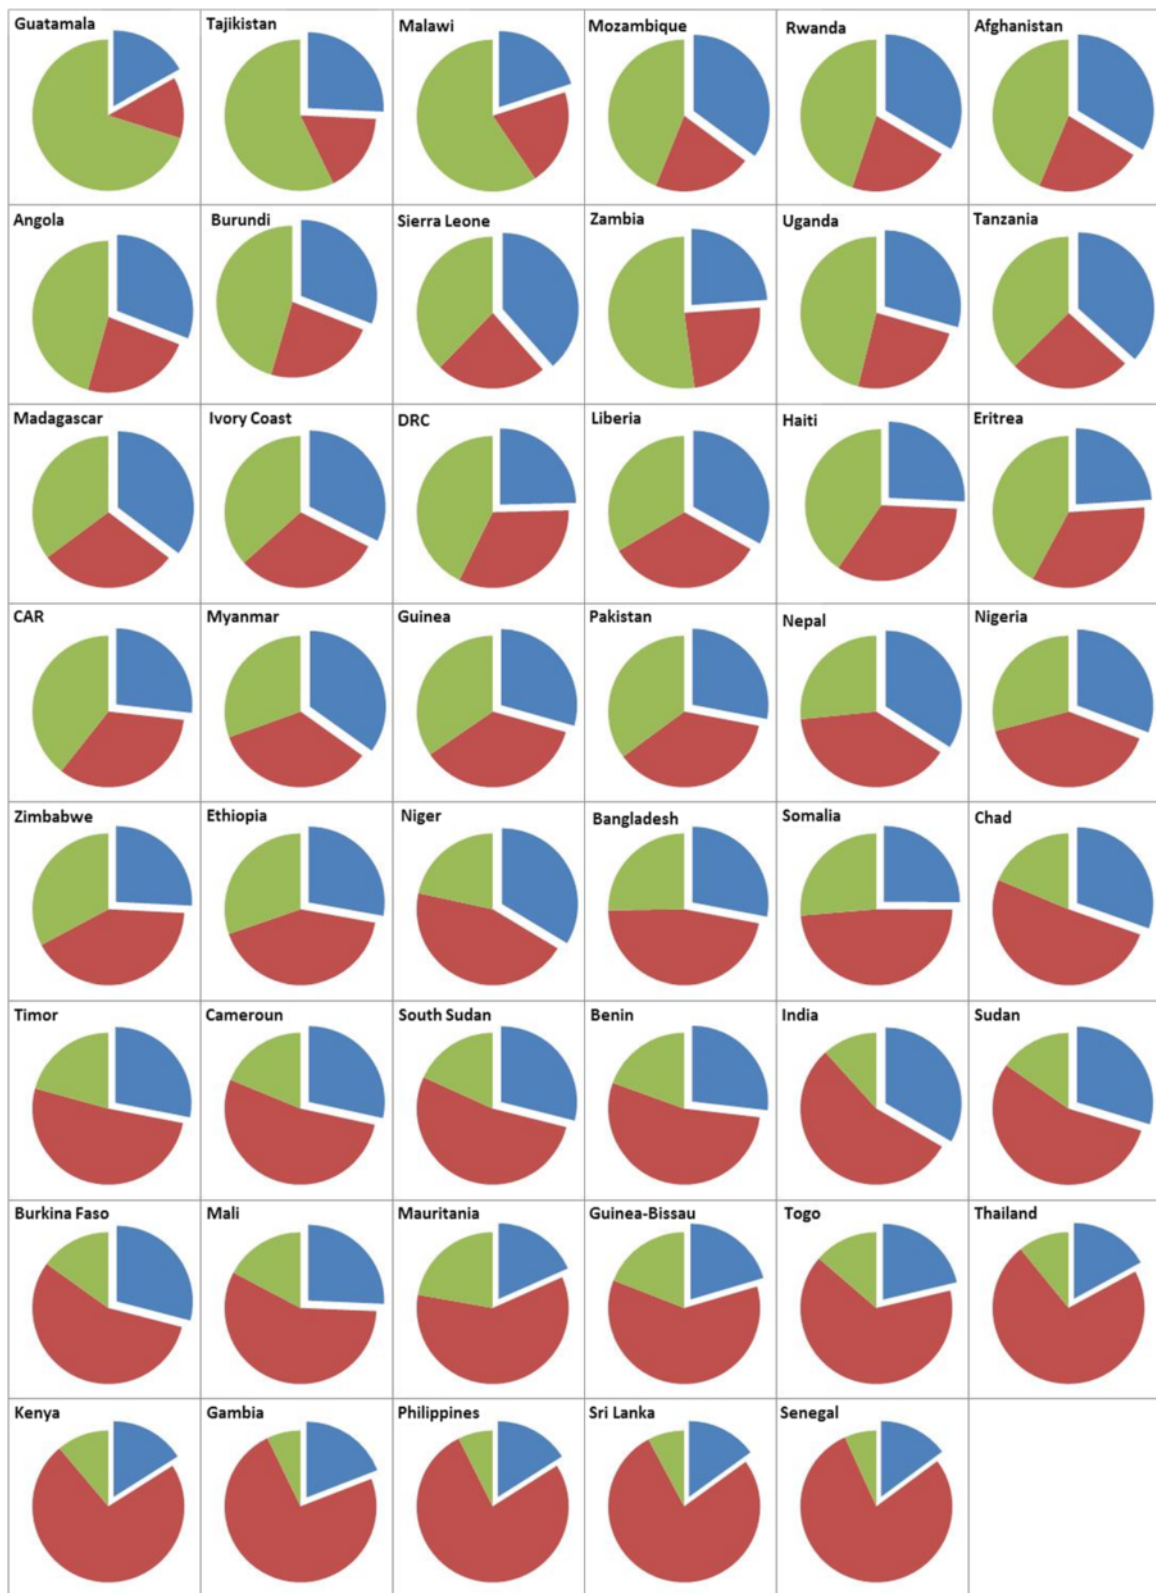 Guatamala
Tajikistan
Malawi
Mozambique
Rwanda
Afghanistan
Angola
Burundi
Sierra Leone
Zambia
Uganda
Tanzania
Madagascar
Ivory Coast
DRC
Liberia
Haiti
Eritrea
CAR
Myanmar
Guinea
Pakistan
Nepal
Nigeria
Zimbabwe
Ethiopia
Niger
Bangladesh
Somalia
Chad
Timor
Cameroun
South Sudan
Benin
India
Sudan
Burkina Faso
Mali
Mauritania
Guinea-Bissau
Togo
Thailand
Kenya
Gambia
Philippines
Sri Lanka
Senegal